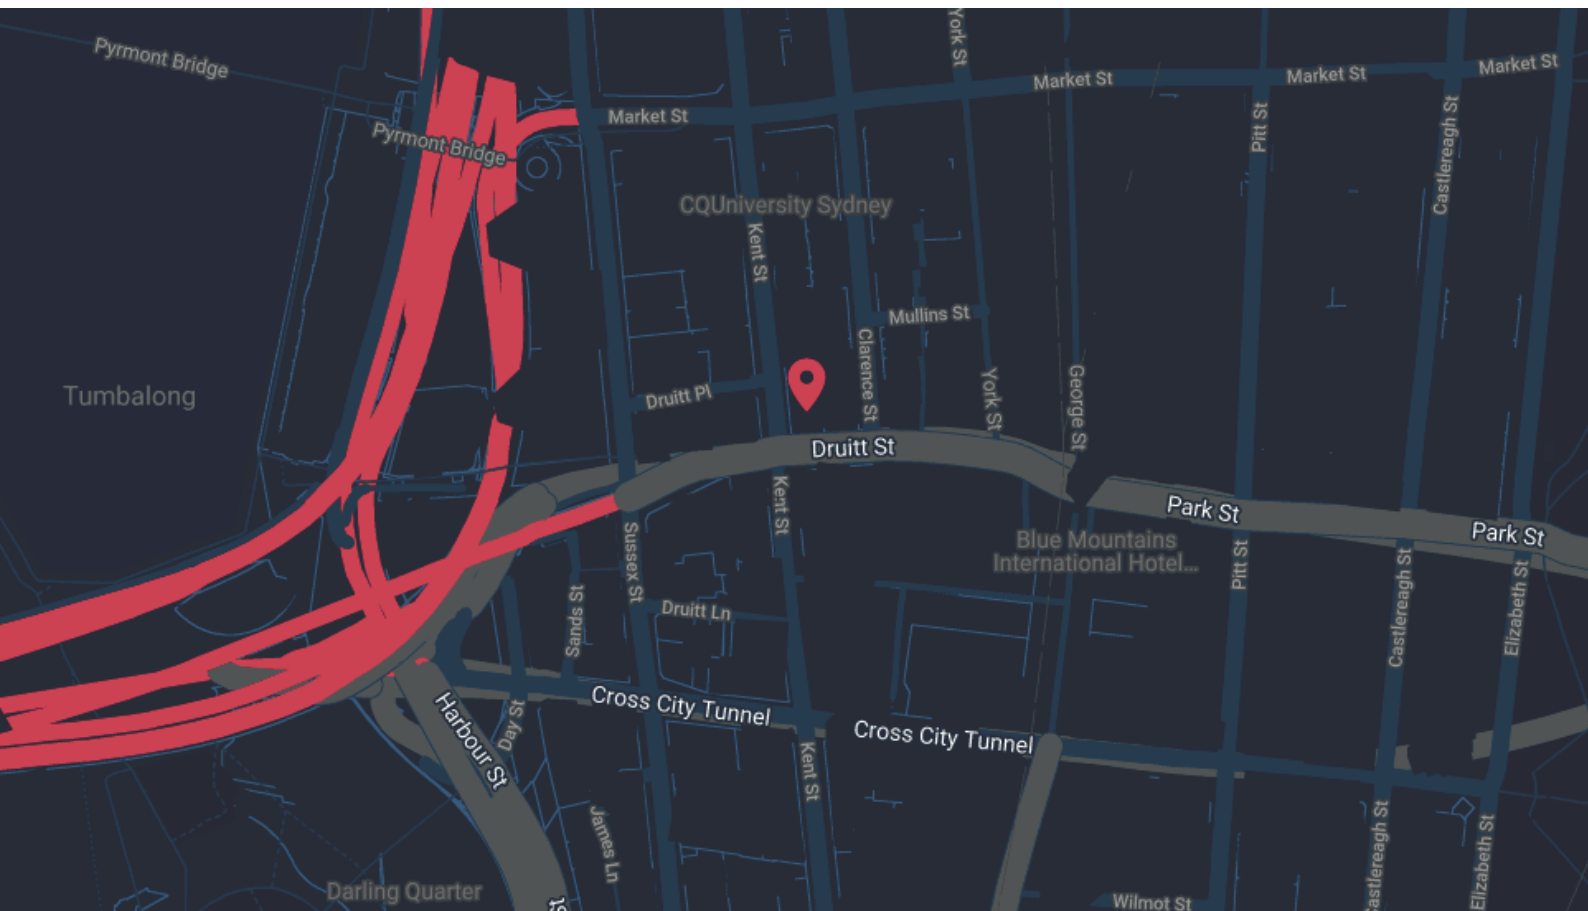 York St
Pyrmont Bridge
Market St
Market St
Market St
Market St
Pitt St
Castlereagh St
Pyrmont Bridge
CQUniversity Sydney
Kent St
Mullins St
Clarence St
York St
George St
Tumbalong
Druitt Pl
Druitt St
Park St
Park St
Kent St
Sussex St
Blue Mountains
International Hotel...
Pitt St
Castlereagh St
Elizabeth St
Sands St
Druitt Ln
Cross City Tunnel
Cross City Tunnel
Harbour St
Day St
Kent St
James Ln
Castlereagh St
Elizabeth St
Darling Quarter
Wilmot St